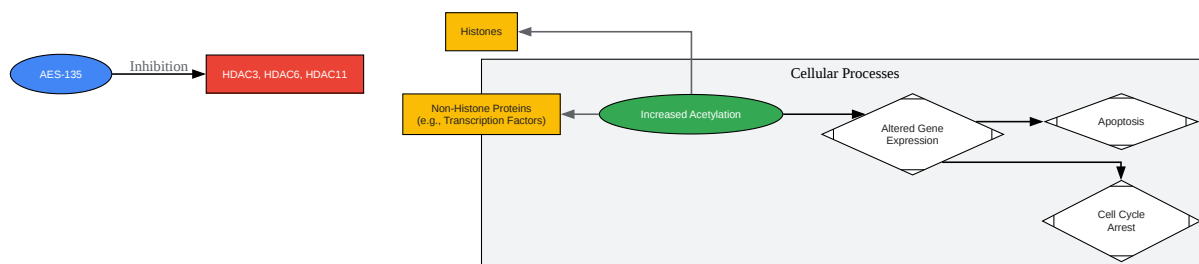 Histones
Cellular Processes
AES-135
Inhibition
HDAC3, HDAC6, HDAC11
Non-Histone Proteins
(e.g., Transcription Factors)
Increased Acetylation
Altered Gene
Expression
Apoptosis
Cell Cycle
Arrest